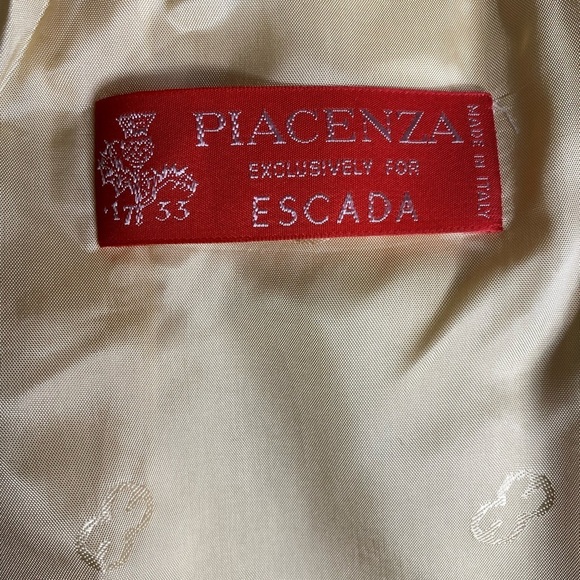 PIACENZA
EXCLUSIVELY FOR
ESCADA
1733
MADE IN ITALY